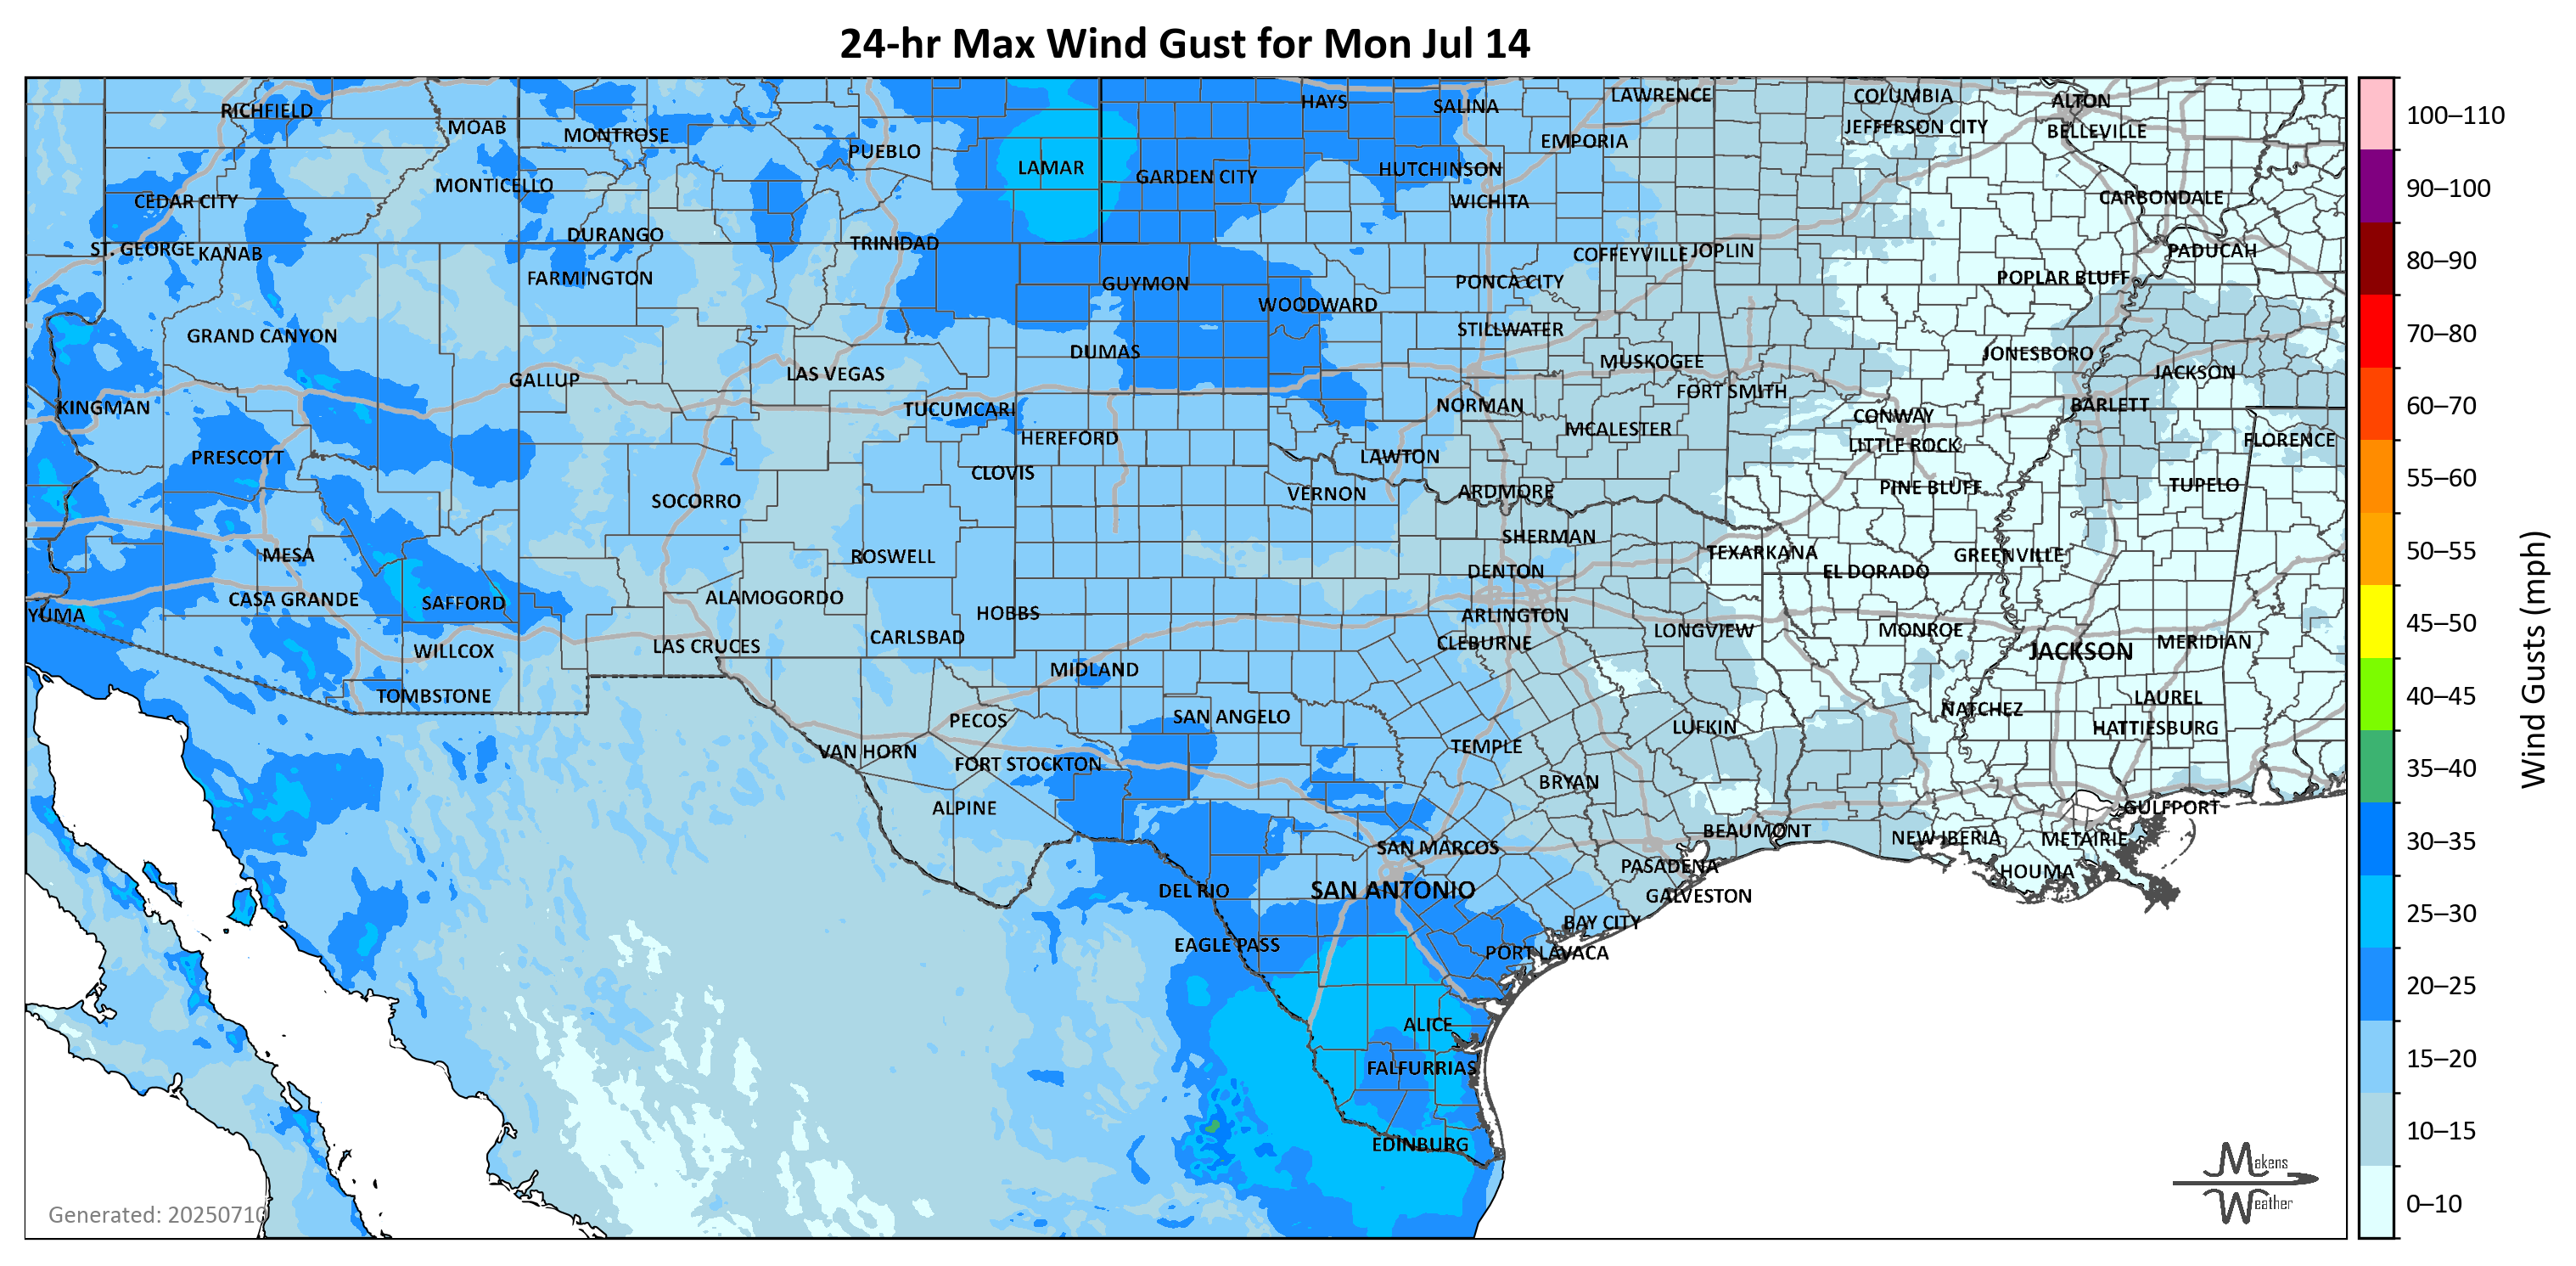 24-hr Max Wind Gust for Mon Jul 14
RICHFIELD
MOAB
MONTROSE
PUEBLO
LAMAR
HAYS
SALINA
LAWRENCE
COLUMBIA
ALTON
EMPORIA
JEFFERSON CITY
BELLEVILLE
GARDEN CITY
HUTCHINSON
MONTICELLO
CEDAR CITY
WICHITA
CARBONDALE
DURANGO
TRINIDAD
ST. GEORGE
KANAB
COFFEYVILLE
JOPLIN
PADUCAH
FARMINGTON
GUYMON
PONCA CITY
POPLAR BLUFF
WOODWARD
GRAND CANYON
STILLWATER
DUMAS
MUSKOGEE
JONESBORO
JACKSON
GALLUP
LAS VEGAS
FORT SMITH
KINGMAN
TUCUMCARI
NORMAN
CONWAY
BARLETT
HEREFORD
MCALESTER
LITTLE ROCK
FLORENCE
PRESCOTT
CLOVIS
LAWTON
SOCORRO
VERNON
ARDMORE
PINE BLUFF
TUPELO
SHERMAN
MESA
ROSWELL
TEXARKANA
GREENVILLE
DENTON
EL DORADO
CASA GRANDE
SAFFORD
ALAMOGORDO
HOBBS
YUMA
ARLINGTON
CARLSBAD
LONGVIEW
MONROE
CLEBURNE
MERIDIAN
WILLCOX
LAS CRUCES
JACKSON
MIDLAND
TOMBSTONE
LAUREL
PECOS
SAN ANGELO
NATCHEZ
LUFKIN
HATTIESBURG
VAN HORN
TEMPLE
FORT STOCKTON
BRYAN
ALPINE
GULFPORT
BEAUMONT
NEW IBERIA
METAIRIE
SAN MARCOS
PASADENA
HOUMA
DEL RIO
SAN ANTONIO
GALVESTON
BAY CITY
EAGLE PASS
PORT LAVACA
ALICE
FALFURRIAS
EDINBURG
Generated: 20250710
Makens
Weather
100–110
90–100
80–90
70–80
60–70
55–60
50–55
45–50
40–45
35–40
30–35
25–30
20–25
15–20
10–15
0–10
Wind Gusts (mph)